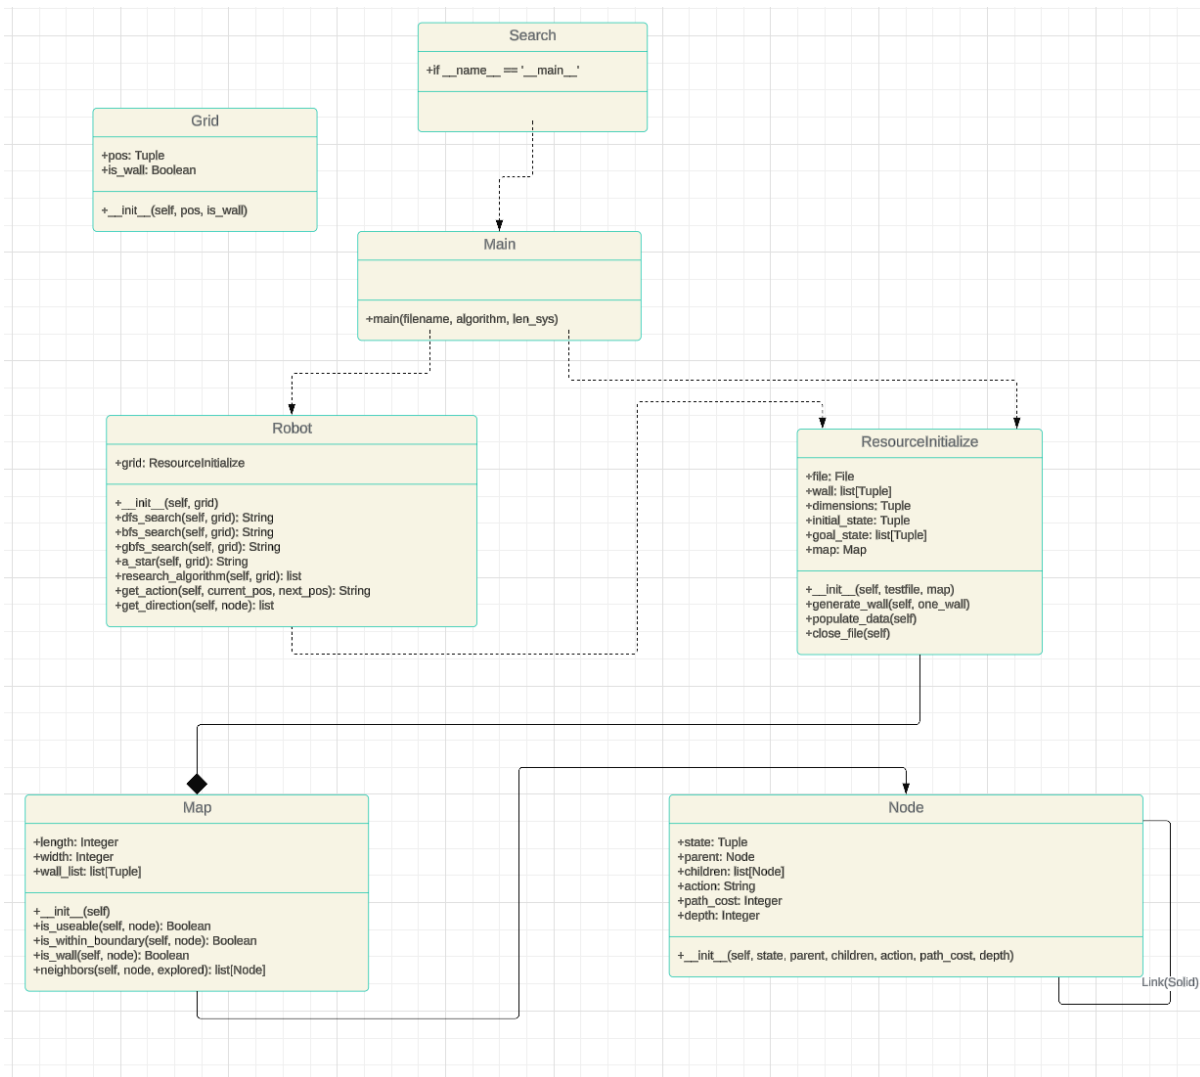 Search
+if __name__ == '__main__'
Grid
+pos: Tuple
+is_wall: Boolean
+__init__(self, pos, is_wall)
Main
+main(filename, algorithm, len_sys)
Robot
+grid: ResourceInitialize
+__init__(self, grid)
+dfs_search(self, grid): String
+bfs_search(self, grid): String
+gbfs_search(self, grid): String
+a_star(self, grid): String
+research_algorithm(self, grid): list
+get_action(self, current_pos, next_pos): String
+get_direction(self, node): list
ResourceInitialize
+file: File
+wall: list[Tuple]
+dimensions: Tuple
+initial_state: Tuple
+goal_state: list[Tuple]
+map: Map
+__init__(self, testfile, map)
+generate_wall(self, one_wall)
+populate_data(self)
+close_file(self)
Map
+length: Integer
+width: Integer
+wall_list: list[Tuple]
+__init__(self)
+is_useable(self, node): Boolean
+is_within_boundary(self, node): Boolean
+is_wall(self, node): Boolean
+neighbors(self, node, explored): list[Node]
Node
+state: Tuple
+parent: Node
+children: list[Node]
+action: String
+path_cost: Integer
+depth: Integer
+__init__(self, state, parent, children, action, path_cost, depth)
Link(Solid)